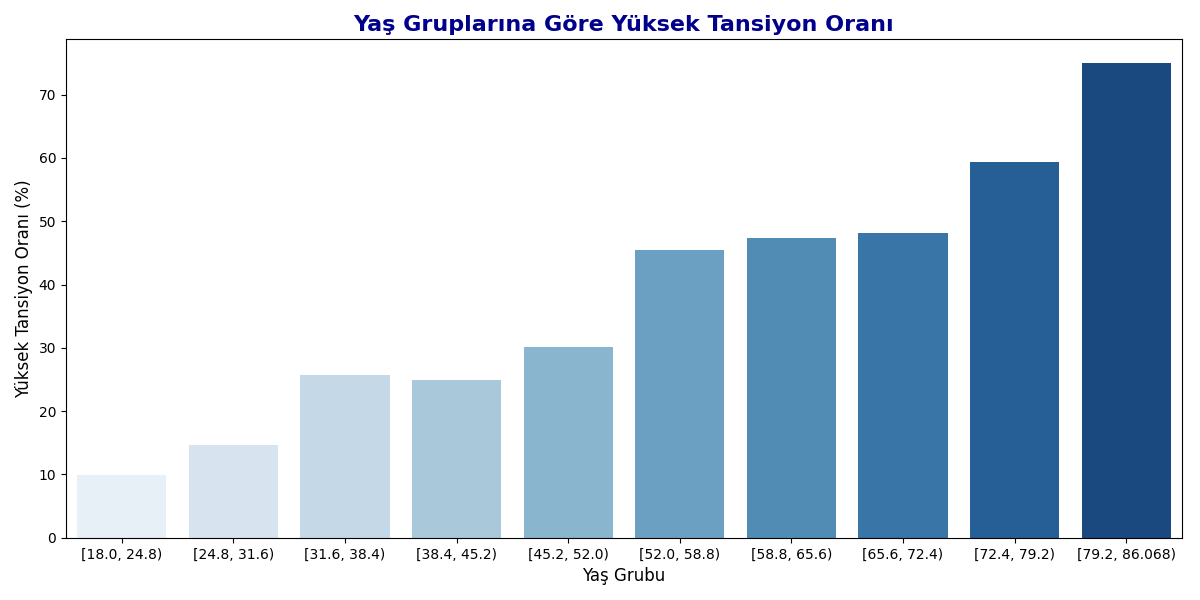 Yaş Gruplarına Göre Yüksek Tansiyon Oranı
Yüksek Tansiyon Oranı (%)
70
60
50
40
30
20
10
0
[18.0, 24.8) [24.8, 31.6) [31.6, 38.4) [38.4, 45.2) [45.2, 52.0) [52.0, 58.8) [58.8, 65.6) [65.6, 72.4) [72.4, 79.2) [79.2, 86.068)
Yaş Grubu